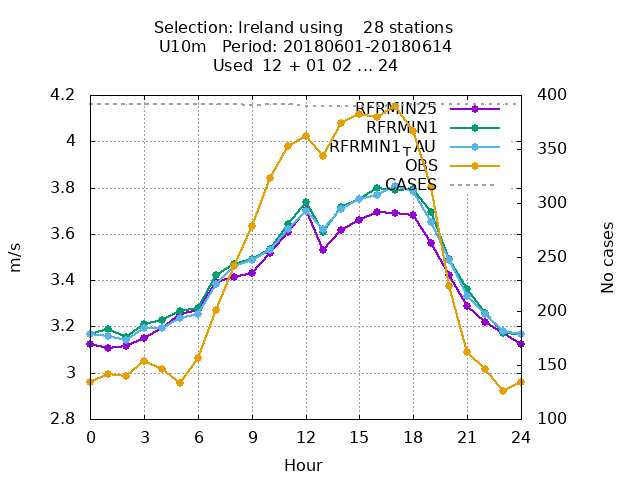 Selection: Ireland using 28 stations
U10m Period: 20180601-20180614
Used 12 + 01 02 ... 24
4.2
4
3.8
3.6
3.4
3.2
3
2.8
m/s
400
350
300
250
200
150
100
No cases
RFRMIN25
RFRMIN1
RFRMIN1_AU
OBS
CASES
0 3 6 9 12 15 18 21 24
Hour